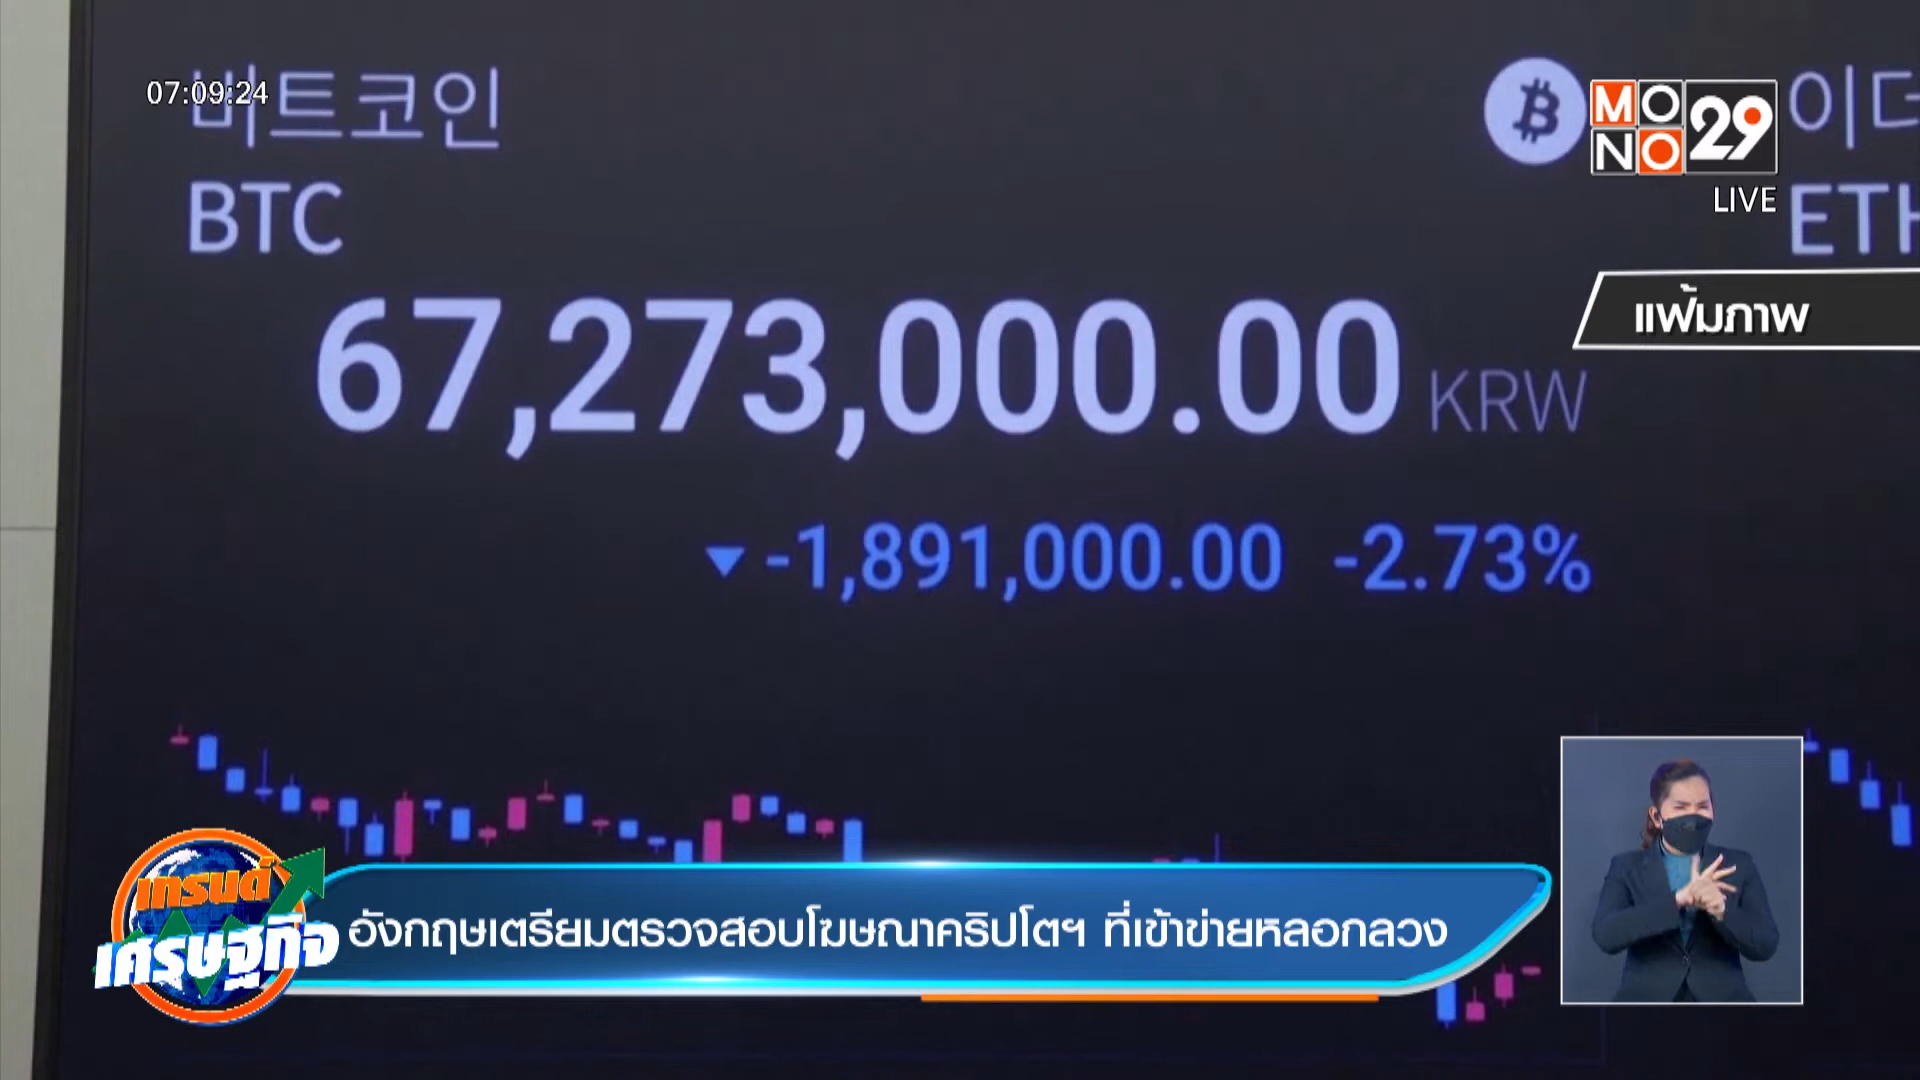 07:09:24
비트코인
BTC
이더
ETH
MONO 29
LIVE
แฟ้มภาพ
67,273,000.00 KRW
▼ -1,891,000.00 -2.73%
เทรนด์
เศรษฐกิจ
อังกฤษเตรียมตรวจสอบโฆษณาคริปโตฯ ที่เข้าข่ายหลอกลวง